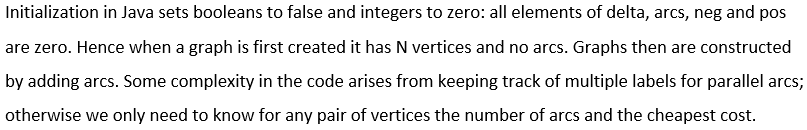 Initialization in Java sets booleans to false and integers to zero: all elements of delta, arcs, neg and pos
are zero. Hence when a graph is first created it has N vertices and no arcs. Graphs then are constructed
by adding arcs. Some complexity in the code arises from keeping track of multiple labels for parallel arcs;
otherwise we only need to know for any pair of vertices the number of arcs and the cheapest cost.